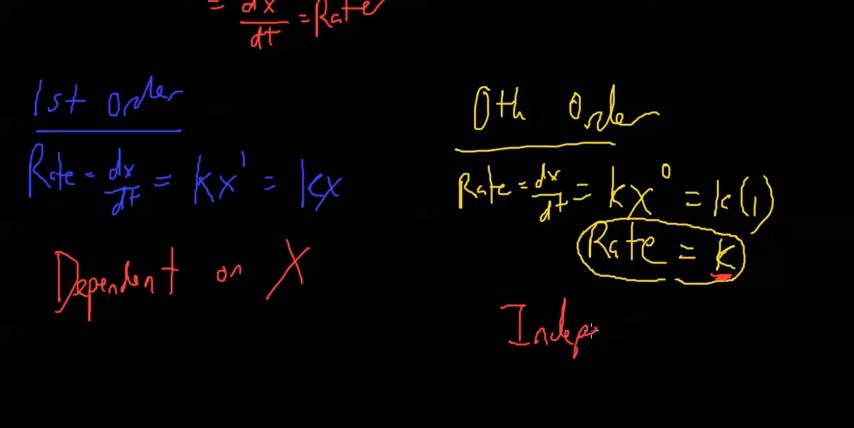 = dx/dt = Rate
1st Order
Rate = dx/dt = kx¹ = kx
Dependent on X
0th Order
Rate = dx/dt = kx⁰ = k(1)
Rate = k
Indep